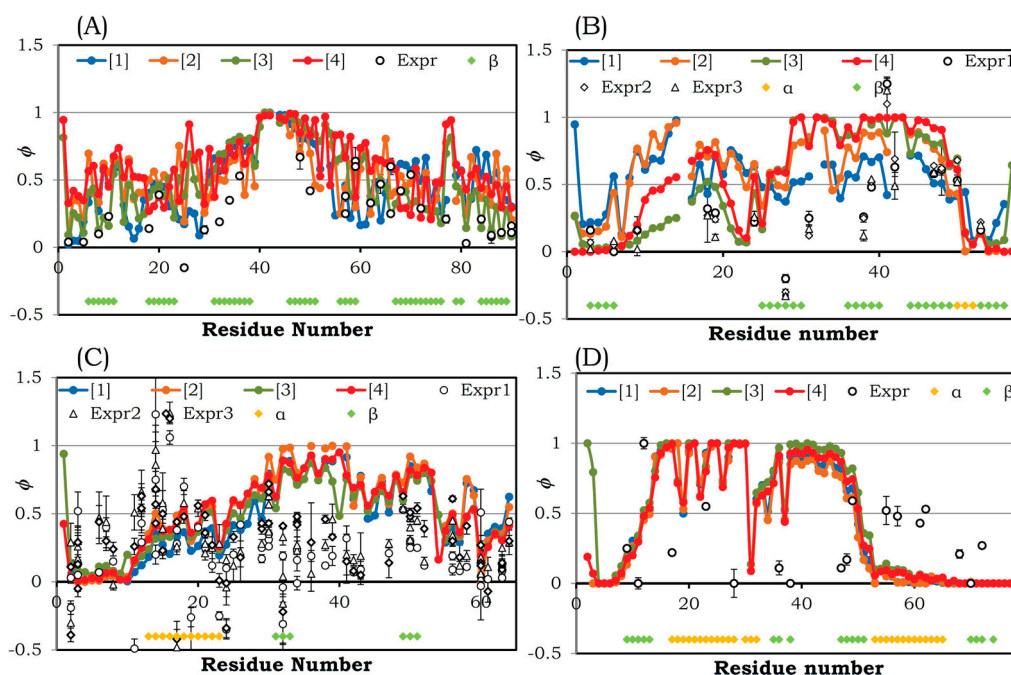 (A)
1.5
[1] [2] [3] [4] Expr β
1
0.5
ϕ
0
0 20 40 60 80
-0.5
Residue Number
(B)
1.5
[1] [2] [3] [4] Expr1
Expr2 Expr3 α β
1
0.5
ϕ
0
0 20 40
-0.5
Residue number
(C)
1.5
[1] [2] [3] [4] Expr1
Expr2 Expr3 α β
1
0.5
ϕ
0
0 20 40 60
-0.5
Residue Number
(D)
1.5
[1] [2] [3] [4] Expr α β
1
0.5
ϕ
0
0 20 40 60
-0.5
Residue number